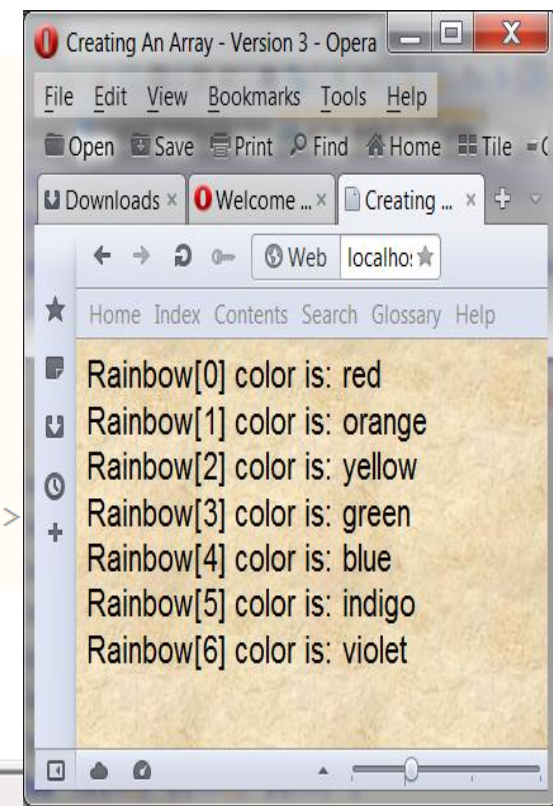 Creating An Array - Version 3 - Opera
File Edit View Bookmarks Tools Help
Open Save Print Find Home Tile
Downloads × Welcome ... × Creating ... ×
Web localho:
Home Index Contents Search Glossary Help
Rainbow[0] color is: red
Rainbow[1] color is: orange
Rainbow[2] color is: yellow
Rainbow[3] color is: green
Rainbow[4] color is: blue
>
Rainbow[5] color is: indigo
Rainbow[6] color is: violet